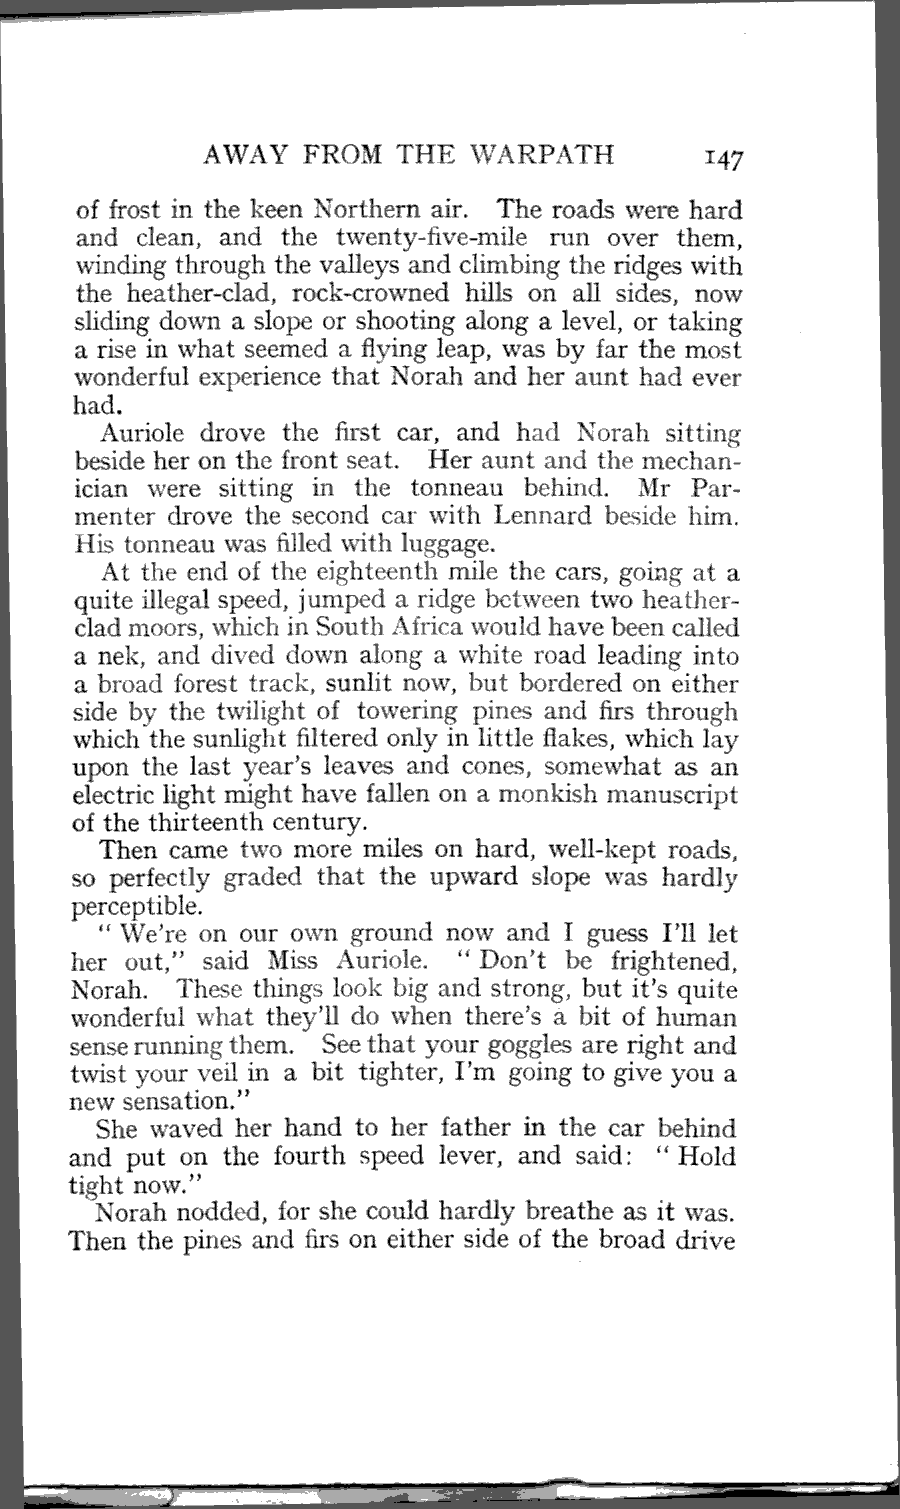 AWAY FROM THE WARPATH 147
of frost in the keen Northern air. The roads were hard
and clean, and the twenty-five-mile run over them,
winding through the valleys and climbing the ridges with
the heather-clad, rock-crowned hills on all sides, now
sliding down a slope or shooting along a level, or taking
a rise in what seemed a flying leap, was by far the most
wonderful experience that Norah and her aunt had ever
had.
Auriole drove the first car, and had Norah sitting
beside her on the front seat. Her aunt and the mechan-
ician were sitting in the tonneau behind. Mr Par-
menter drove the second car with Lennard beside him.
His tonneau was filled with luggage.
At the end of the eighteenth mile the cars, going at a
quite illegal speed, jumped a ridge between two heather-
clad moors, which in South Africa would have been called
a nek, and dived down along a white road leading into
a broad forest track, sunlit now, but bordered on either
side by the twilight of towering pines and firs through
which the sunlight filtered only in little flakes, which lay
upon the last year's leaves and cones, somewhat as an
electric light might have fallen on a monkish manuscript
of the thirteenth century.
Then came two more miles on hard, well-kept roads,
so perfectly graded that the upward slope was hardly
perceptible.
" We're on our own ground now and I guess I'll let
her out," said Miss Auriole. " Don't be frightened,
Norah. These things look big and strong, but it's quite
wonderful what they'll do when there's a bit of human
sense running them. See that your goggles are right and
twist your veil in a bit tighter, I'm going to give you a
new sensation."
She waved her hand to her father in the car behind
and put on the fourth speed lever, and said: " Hold
tight now."
Norah nodded, for she could hardly breathe as it was.
Then the pines and firs on either side of the broad drive